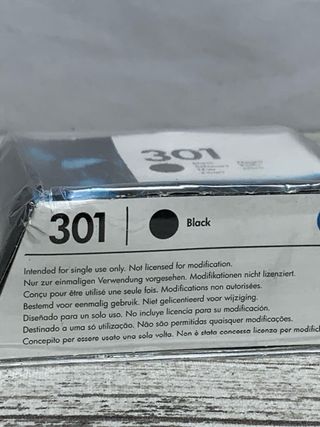 301
301
Black
Intended for single use only. Not licensed for modification.
Nur zur einmaligen Verwendung vorgesehen. Modifikationen nicht lizenziert.
Conçu pour être utilisé une seule fois. Modifications non autorisées.
Bestemd voor eenmalig gebruik. Niet gelicentieerd voor wijziging.
Diseñado para un solo uso. No incluye licencia para su modificación.
Destinado a uma só utilização. Não são permitidas quaisquer modificações.
Concepito per essere usato una sola volta. Non è stata concessa licenza per modific